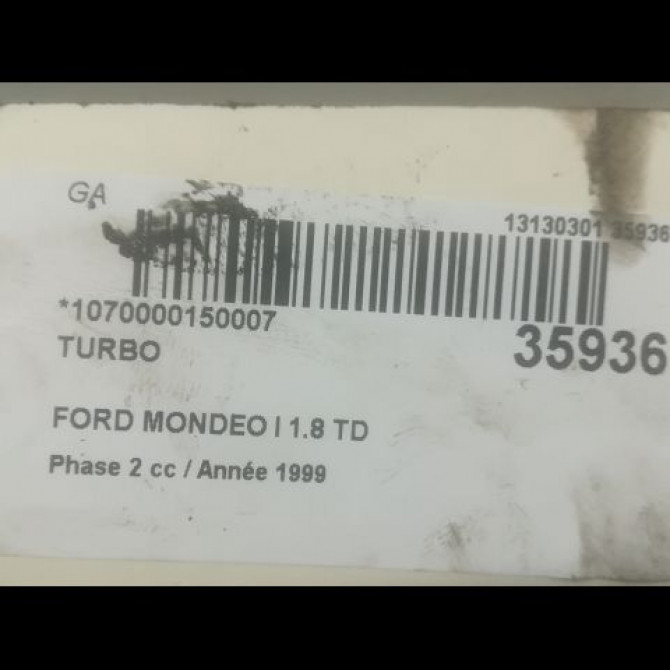 GA
13130301 35936
*1070000150007
35936
TURBO
FORD MONDEO I 1.8 TD
Phase 2 cc / Année 1999